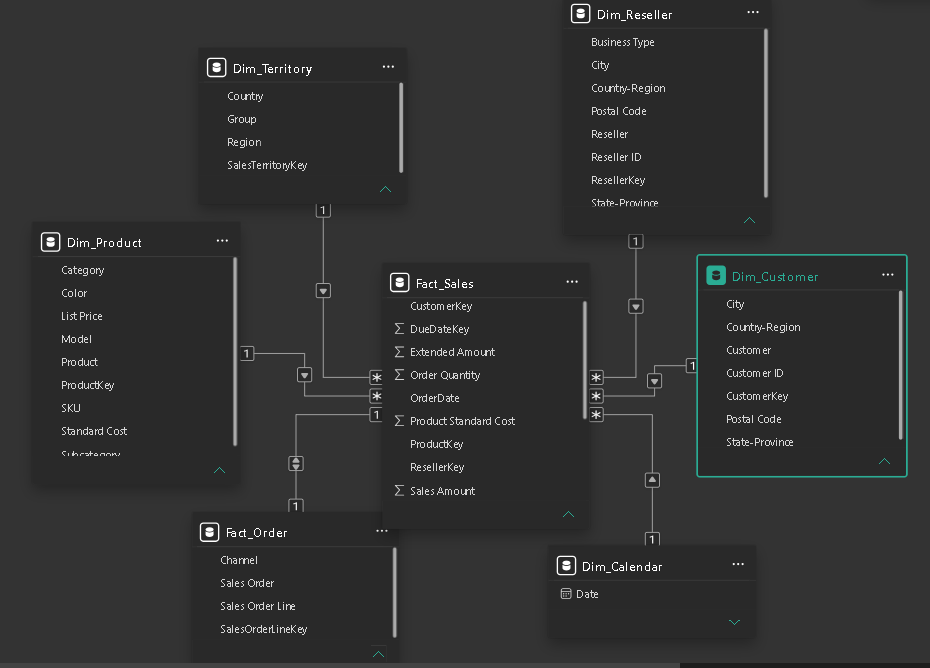 Dim_Reseller
Business Type
City
Country-Region
Postal Code
Reseller
Reseller ID
ResellerKey
State-Province
1
Dim_Territory
Country
Group
Region
SalesTerritoryKey
1
Dim_Product
Category
Color
List Price
Model
Product
ProductKey
SKU
Standard Cost
Subcategory
1
Fact_Sales
CustomerKey
Σ DueDateKey
Σ Extended Amount
Σ Order Quantity
OrderDate
Σ Product Standard Cost
ProductKey
ResellerKey
Σ Sales Amount
*
*
1
*
*
*
Dim_Customer
City
Country-Region
Customer
Customer ID
CustomerKey
Postal Code
State-Province
1
1
Fact_Order
Channel
Sales Order
Sales Order Line
SalesOrderLineKey
1
Dim_Calendar
Date